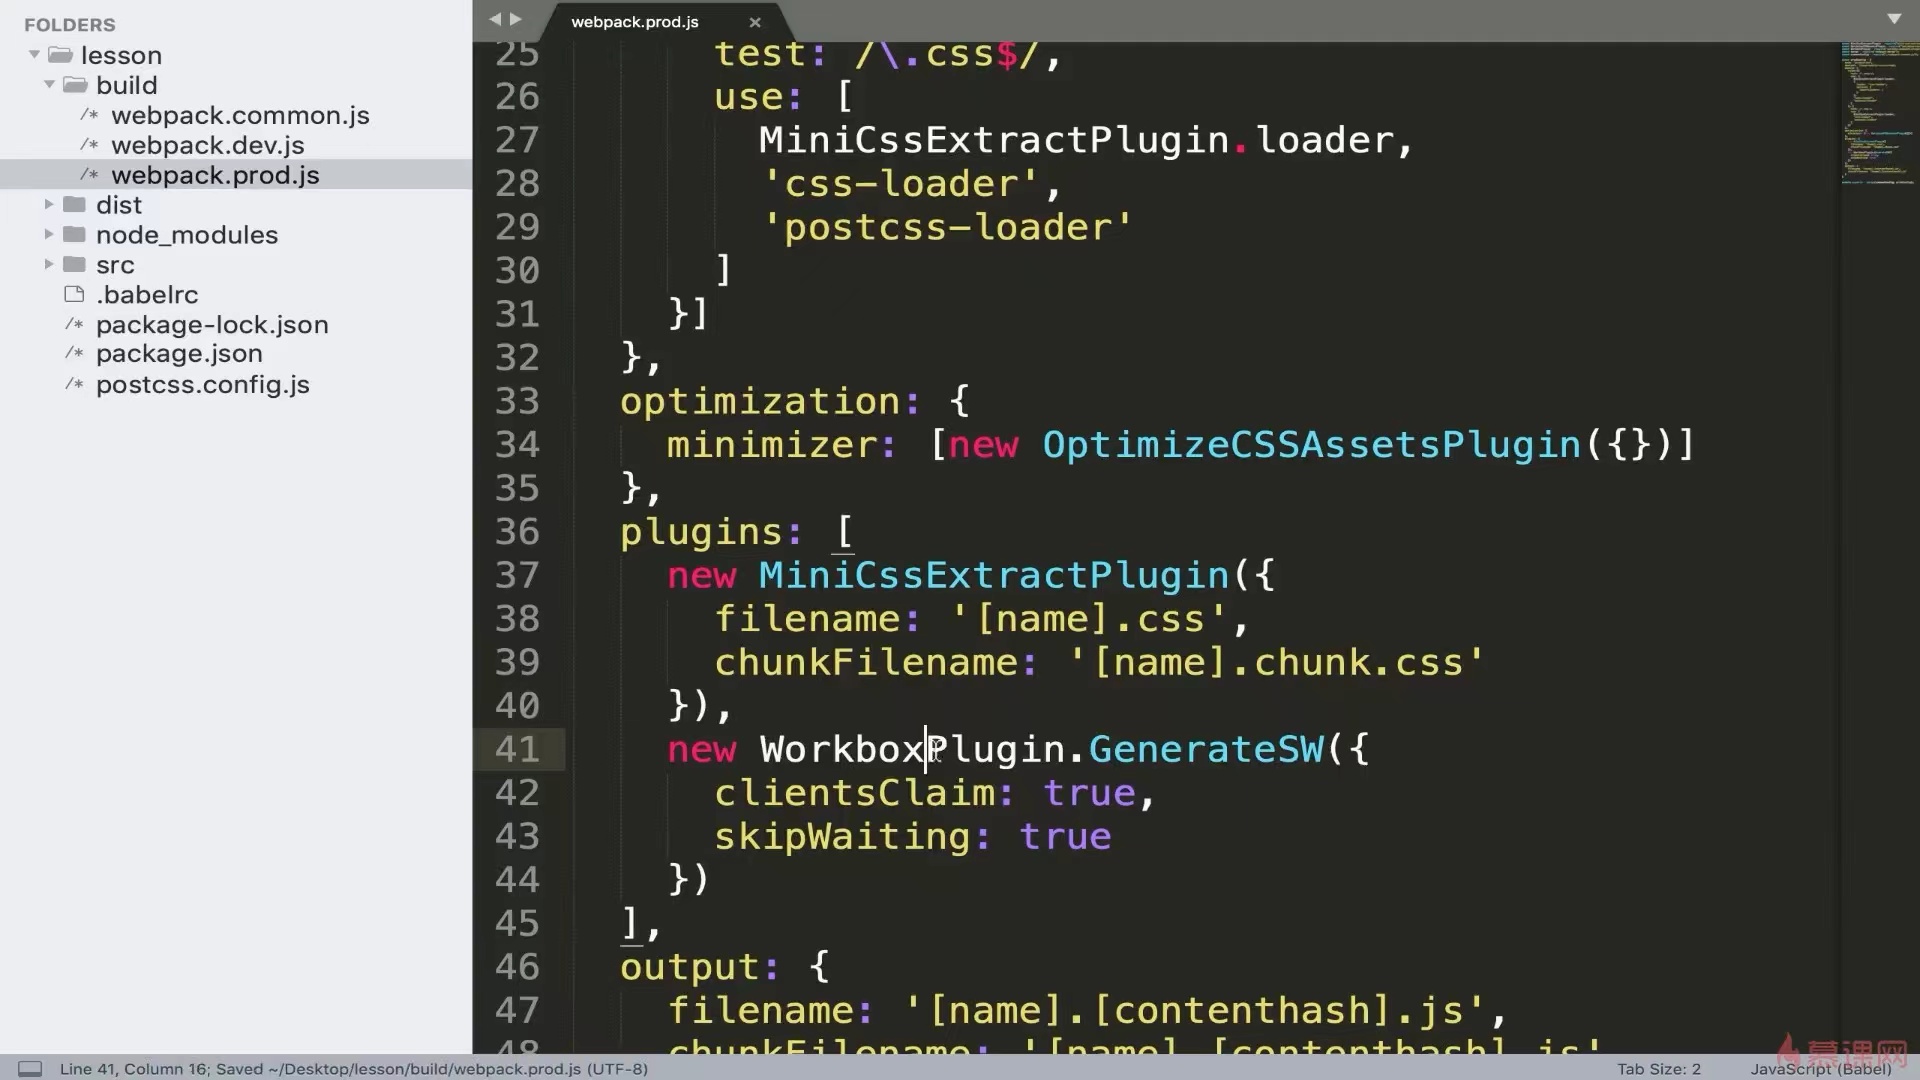 FOLDERS
lesson
build
/* webpack.common.js
/* webpack.dev.js
/* webpack.prod.js
dist
node_modules
src
.babelrc
/* package-lock.json
/* package.json
/* postcss.config.js
webpack.prod.js ×
25 test: /\.css$/,
26 use: [
27 MiniCssExtractPlugin.loader,
28 'css-loader',
29 'postcss-loader'
30 ]
31 }]
32 },
33 optimization: {
34 minimizer: [new OptimizeCSSAssetsPlugin({})]
35 },
36 plugins: [
37 new MiniCssExtractPlugin({
38 filename: '[name].css',
39 chunkFilename: '[name].chunk.css'
40 }),
41 new WorkboxPlugin.GenerateSW({
42 clientsClaim: true,
43 skipWaiting: true
44 })
45 ],
46 output: {
47 filename: '[name].[contenthash].js',
48 chunkFilename: '[name].[contenthash].js'
Line 41, Column 16; Saved ~/Desktop/lesson/build/webpack.prod.js (UTF-8)
Tab Size: 2
JavaScript (Babel)
慕课网